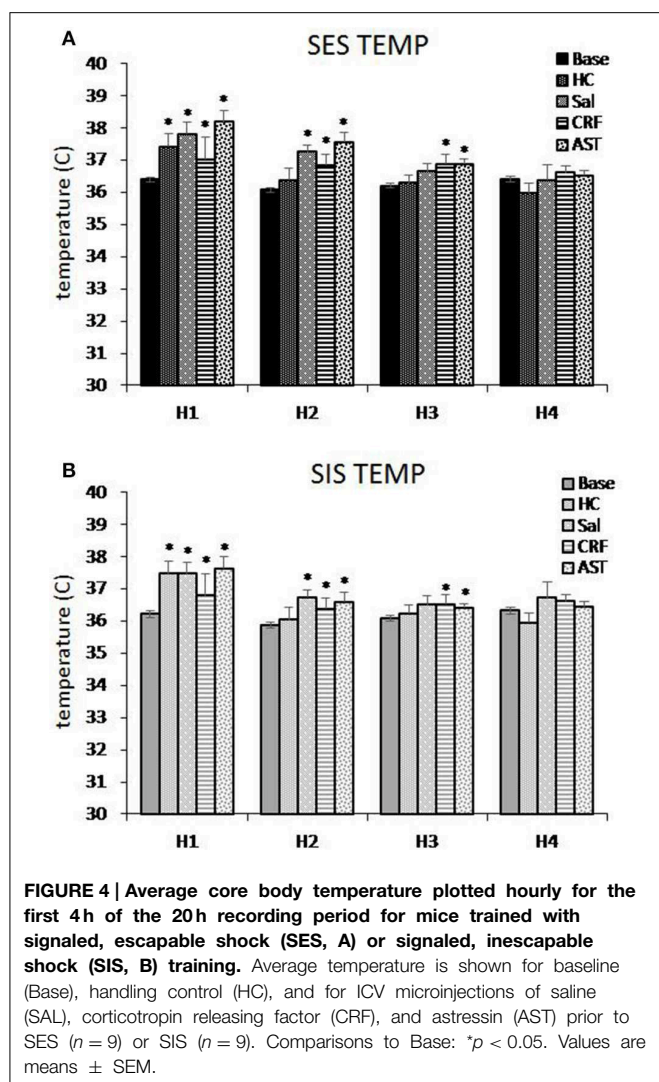 A
SES TEMP
temperature (C)
40
39
38
37
36
35
34
33
32
31
30
* * * *
* * *
* *
H1 H2 H3 H4
Base
HC
Sal
CRF
AST
B
SIS TEMP
temperature (C)
40
39
38
37
36
35
34
33
32
31
30
* * * *
* * *
* *
H1 H2 H3 H4
Base
HC
Sal
CRF
AST
FIGURE 4 | Average core body temperature plotted hourly for the
first 4 h of the 20 h recording period for mice trained with
signaled, escapable shock (SES, A) or signaled, inescapable
shock (SIS, B) training. Average temperature is shown for baseline
(Base), handling control (HC), and for ICV microinjections of saline
(SAL), corticotropin releasing factor (CRF), and astressin (AST) prior to
SES (n = 9) or SIS (n = 9). Comparisons to Base: *p < 0.05. Values are
means ± SEM.